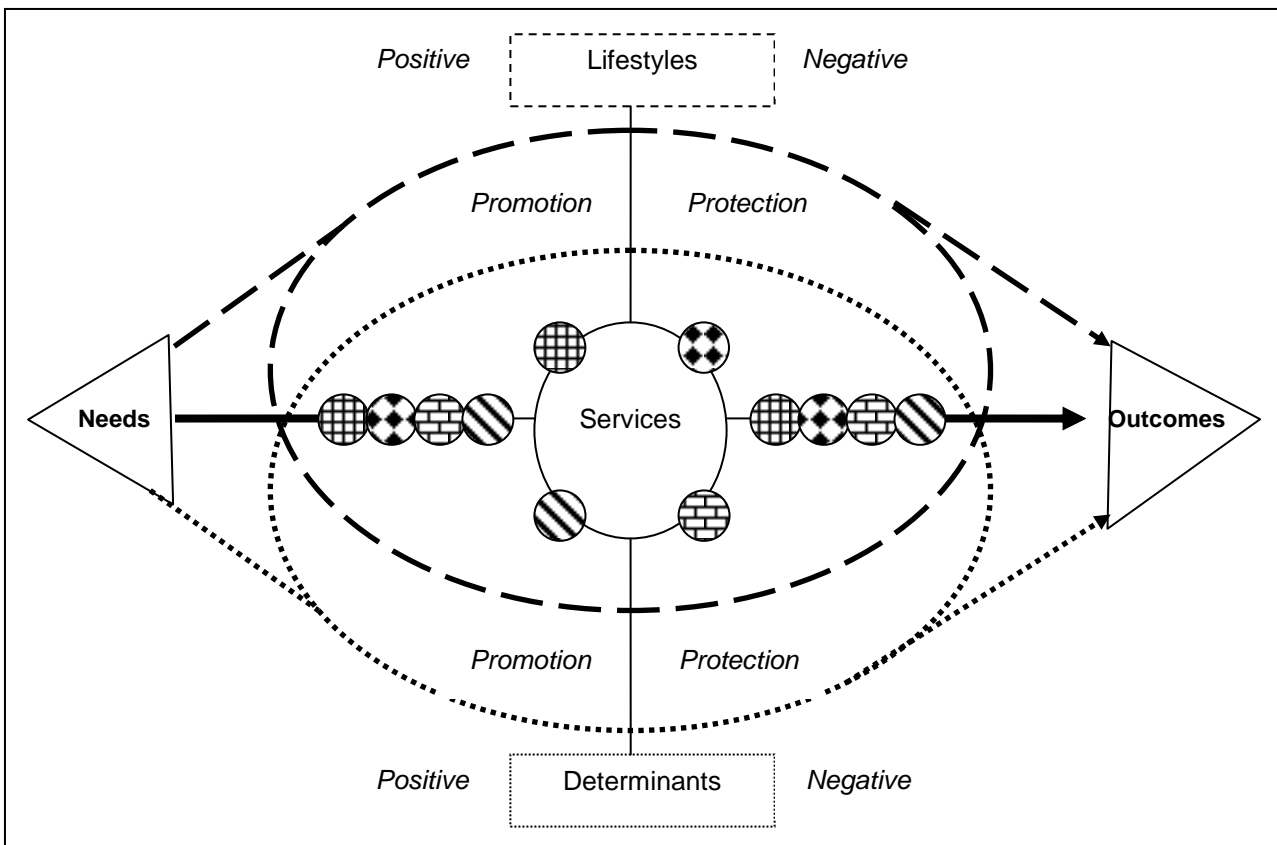 Positive Lifestyles Negative
Promotion Protection
Needs Services Outcomes
Promotion Protection
Positive Determinants Negative